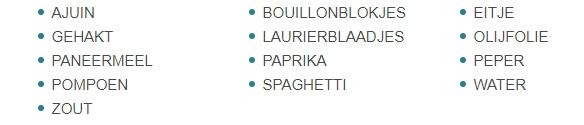 • AJUIN • BOUILLONBLOKJES • EITJE
• GEHAKT • LAURIERBLAADJES • OLIJFOLIE
• PANEERMEEL • PAPRIKA • PEPER
• POMPOEN • SPAGHETTI • WATER
• ZOUT